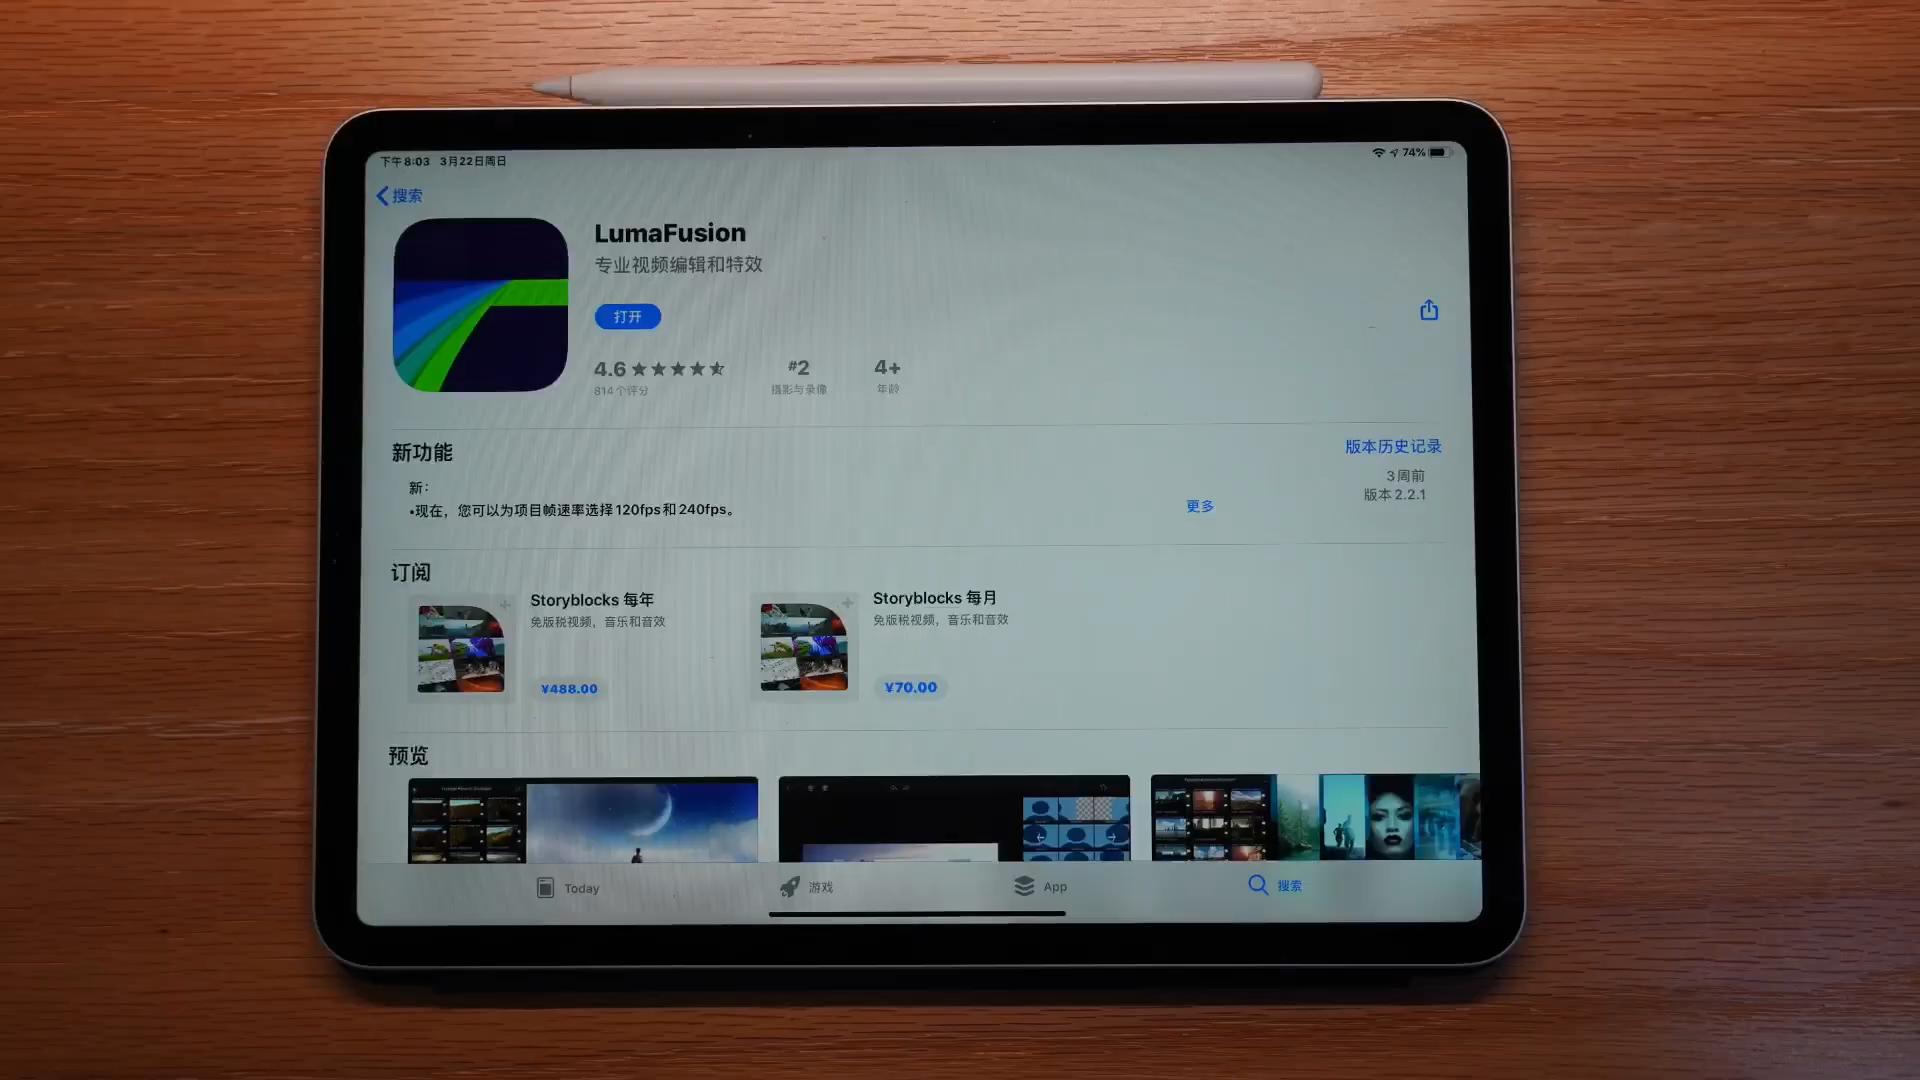 下午8:03 3月22日周日
74%
搜索
LumaFusion
专业视频编辑和特效
打开
4.6
814个评分
#2
摄影与录像
4+
年龄
新功能
版本历史记录
3周前
版本 2.2.1
新：
•现在，您可以为项目帧速率选择120fps和240fps。
更多
订阅
Storyblocks 每年
免版税视频，音乐和音效
¥488.00
Storyblocks 每月
免版税视频，音乐和音效
¥70.00
预览
Today
游戏
App
搜索